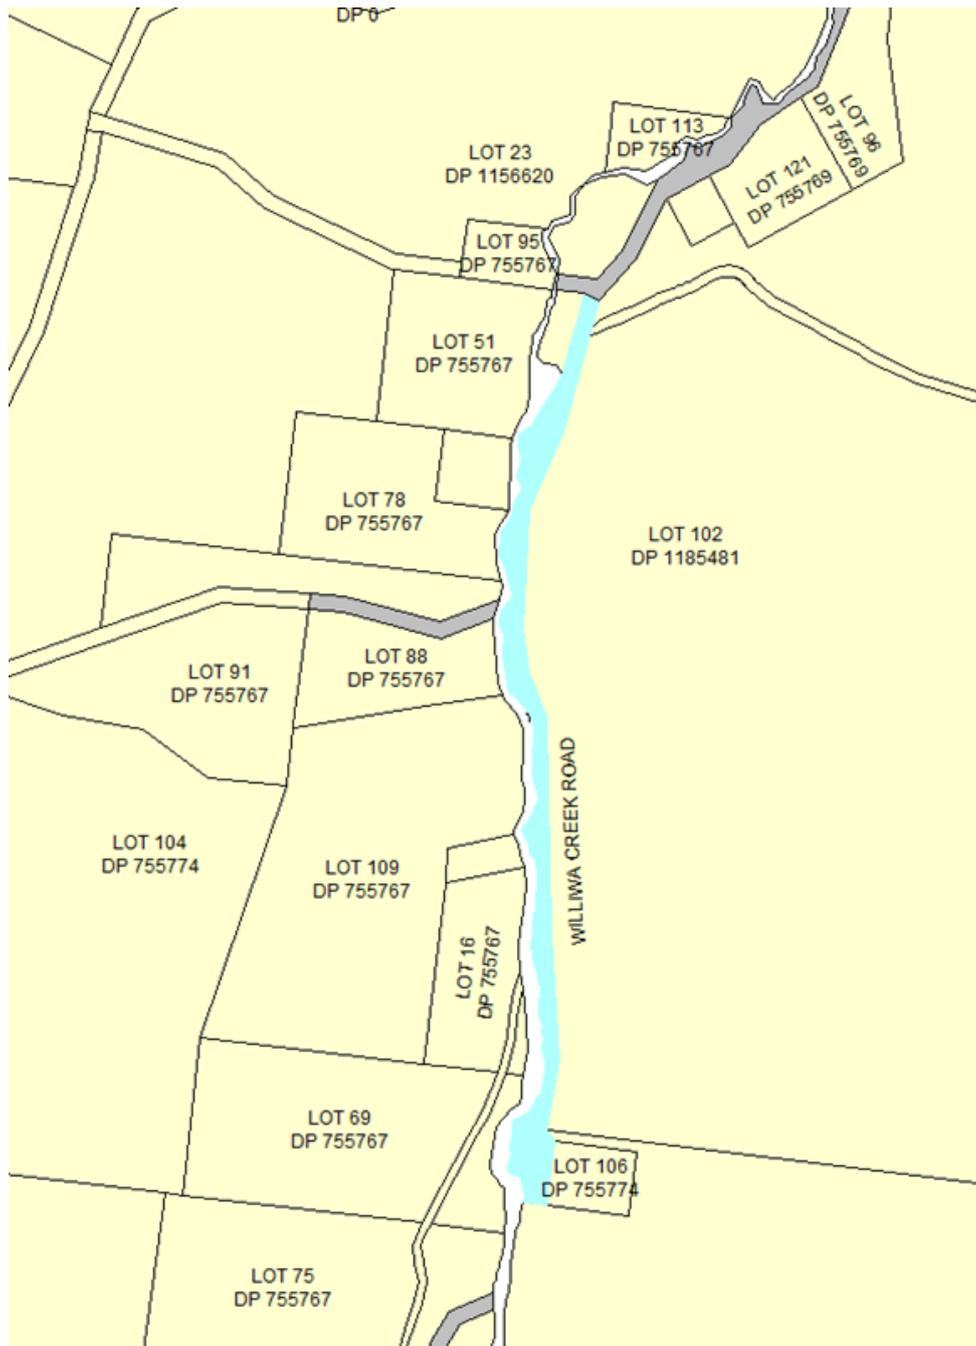 DP 0
LOT 96
DP 755769
LOT 113
DP 755767
LOT 23
DP 1156620
LOT 121
DP 755769
LOT 95
DP 755767
LOT 51
DP 755767
LOT 78
DP 755767
LOT 102
DP 1185481
LOT 88
DP 755767
LOT 91
DP 755767
WILLIWA CREEK ROAD
LOT 104
DP 755774
LOT 109
DP 755767
LOT 16
DP 755767
LOT 69
DP 755767
LOT 106
DP 755774
LOT 75
DP 755767